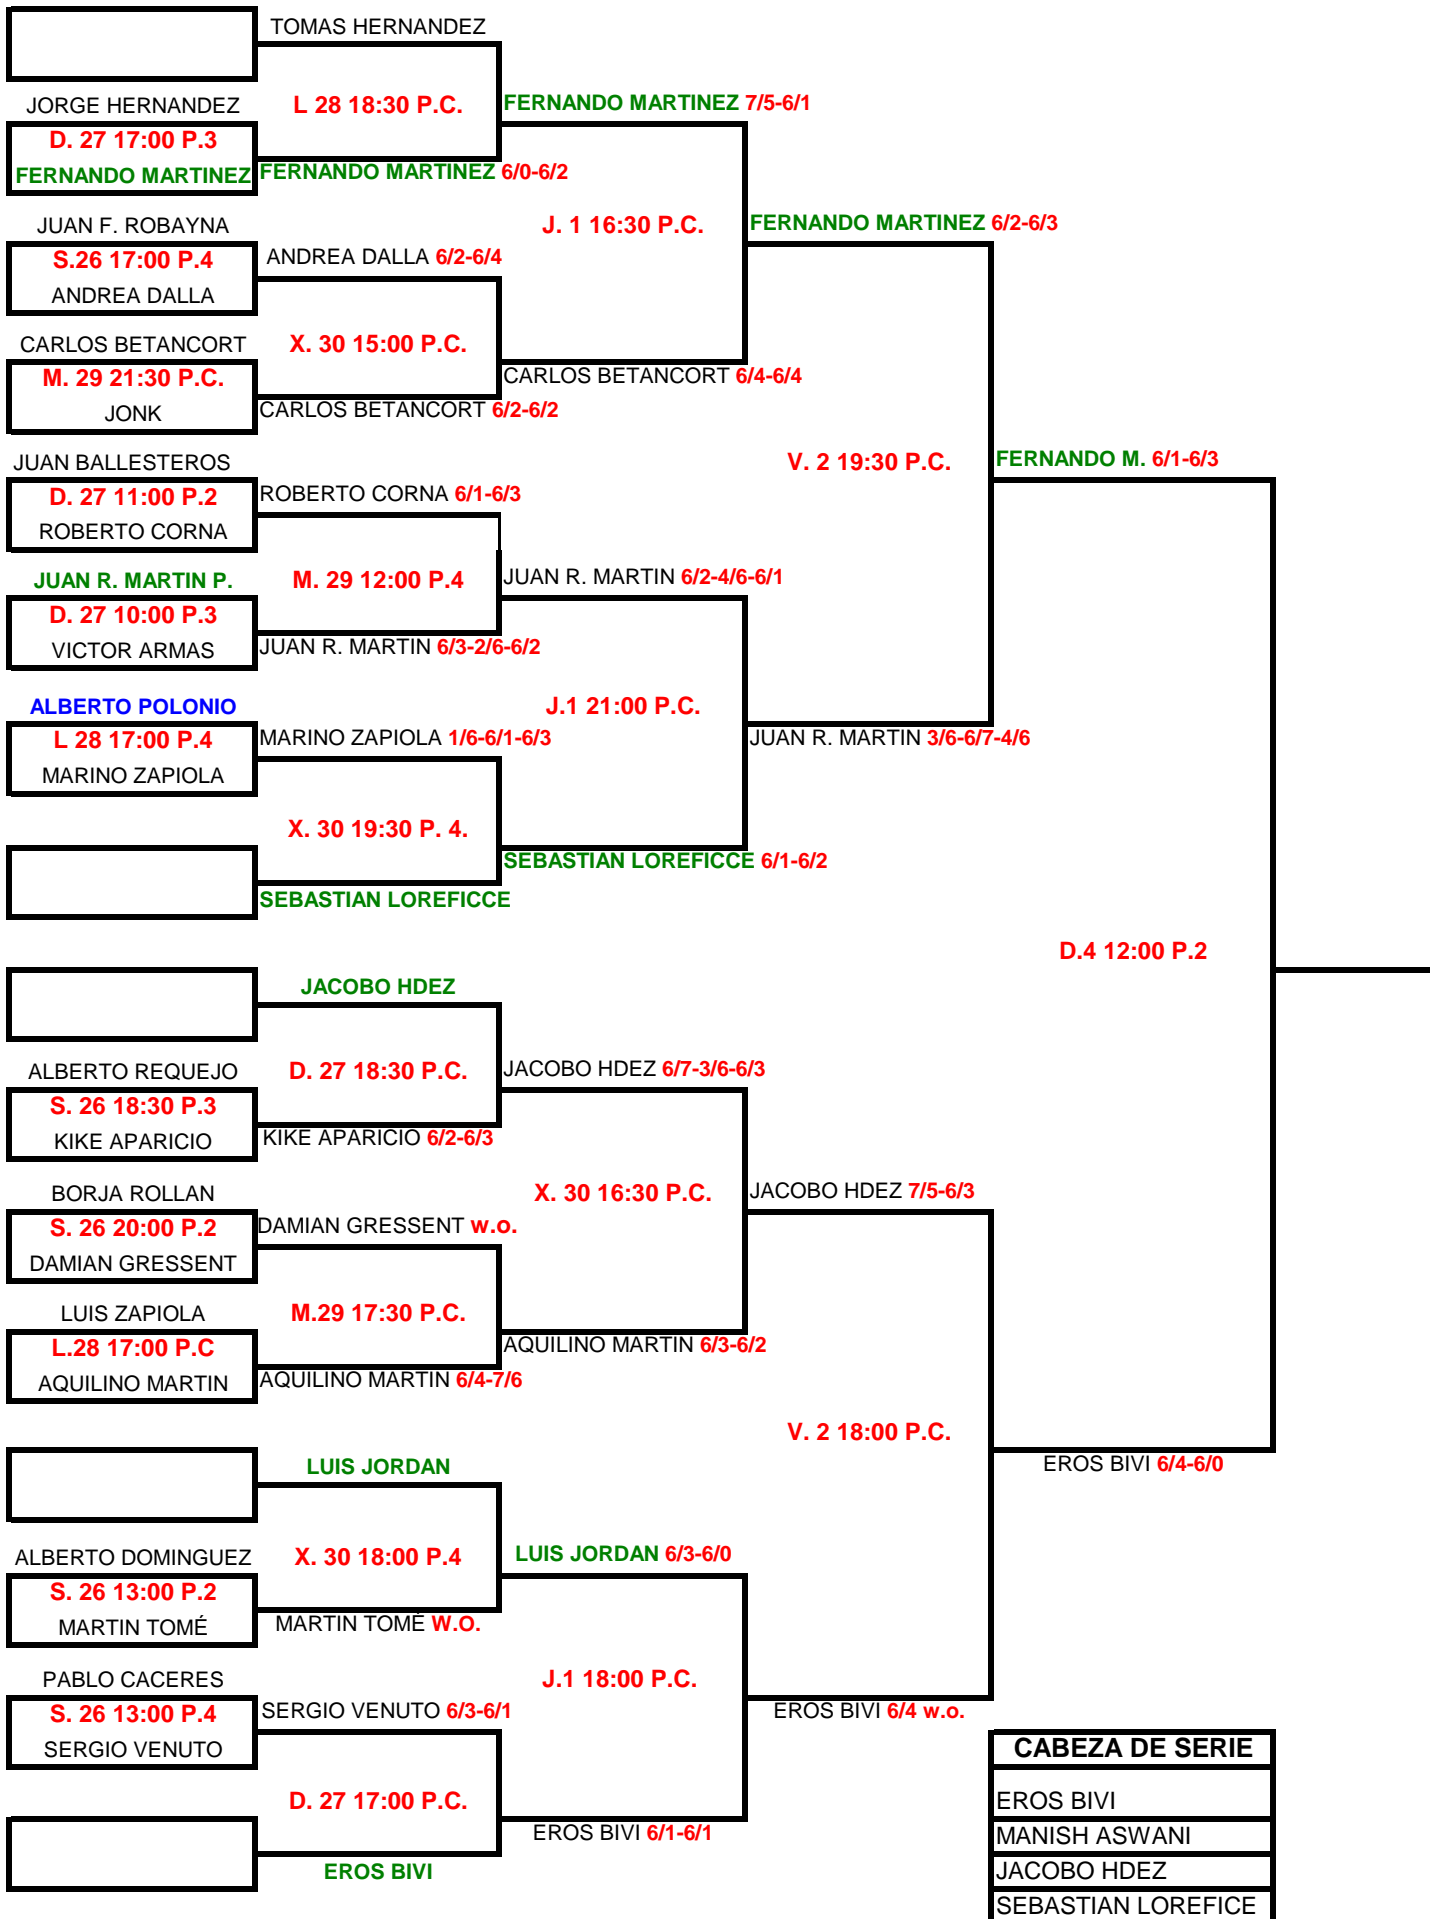 TOMAS HERNANDEZ
JORGE HERNANDEZ
L 28 18:30 P.C.
FERNANDO MARTINEZ 7/5-6/1
D. 27 17:00 P.3
FERNANDO MARTINEZ
FERNANDO MARTINEZ 6/0-6/2
JUAN F. ROBAYNA
J. 1 16:30 P.C.
FERNANDO MARTINEZ 6/2-6/3
S.26 17:00 P.4
ANDREA DALLA 6/2-6/4
ANDREA DALLA
CARLOS BETANCORT
X. 30 15:00 P.C.
M. 29 21:30 P.C.
CARLOS BETANCORT 6/4-6/4
JONK
CARLOS BETANCORT 6/2-6/2
JUAN BALLESTEROS
V. 2 19:30 P.C.
FERNANDO M. 6/1-6/3
D. 27 11:00 P.2
ROBERTO CORNA 6/1-6/3
ROBERTO CORNA
JUAN R. MARTIN P.
M. 29 12:00 P.4
JUAN R. MARTIN 6/2-4/6-6/1
D. 27 10:00 P.3
VICTOR ARMAS
JUAN R. MARTIN 6/3-2/6-6/2
ALBERTO POLONIO
J.1 21:00 P.C.
L 28 17:00 P.4
MARINO ZAPIOLA 1/6-6/1-6/3
JUAN R. MARTIN 3/6-6/7-4/6
MARINO ZAPIOLA
X. 30 19:30 P. 4.
SEBASTIAN LOREFICCE 6/1-6/2
SEBASTIAN LOREFICCE
D.4 12:00 P.2
JACOBO HDEZ
ALBERTO REQUEJO
D. 27 18:30 P.C.
JACOBO HDEZ 6/7-3/6-6/3
S. 26 18:30 P.3
KIKE APARICIO
KIKE APARICIO 6/2-6/3
BORJA ROLLAN
X. 30 16:30 P.C.
JACOBO HDEZ 7/5-6/3
S. 26 20:00 P.2
DAMIAN GRESSENT w.o.
DAMIAN GRESSENT
LUIS ZAPIOLA
M.29 17:30 P.C.
L.28 17:00 P.C
AQUILINO MARTIN 6/3-6/2
AQUILINO MARTIN
AQUILINO MARTIN 6/4-7/6
V. 2 18:00 P.C.
LUIS JORDAN
EROS BIVI 6/4-6/0
ALBERTO DOMINGUEZ
X. 30 18:00 P.4
LUIS JORDAN 6/3-6/0
S. 26 13:00 P.2
MARTIN TOMÉ
MARTIN TOMÉ W.O.
PABLO CACERES
J.1 18:00 P.C.
S. 26 13:00 P.4
SERGIO VENUTO 6/3-6/1
EROS BIVI 6/4 w.o.
SERGIO VENUTO
CABEZA DE SERIE
D. 27 17:00 P.C.
EROS BIVI
EROS BIVI 6/1-6/1
MANISH ASWANI
EROS BIVI
JACOBO HDEZ
SEBASTIAN LOREFICE